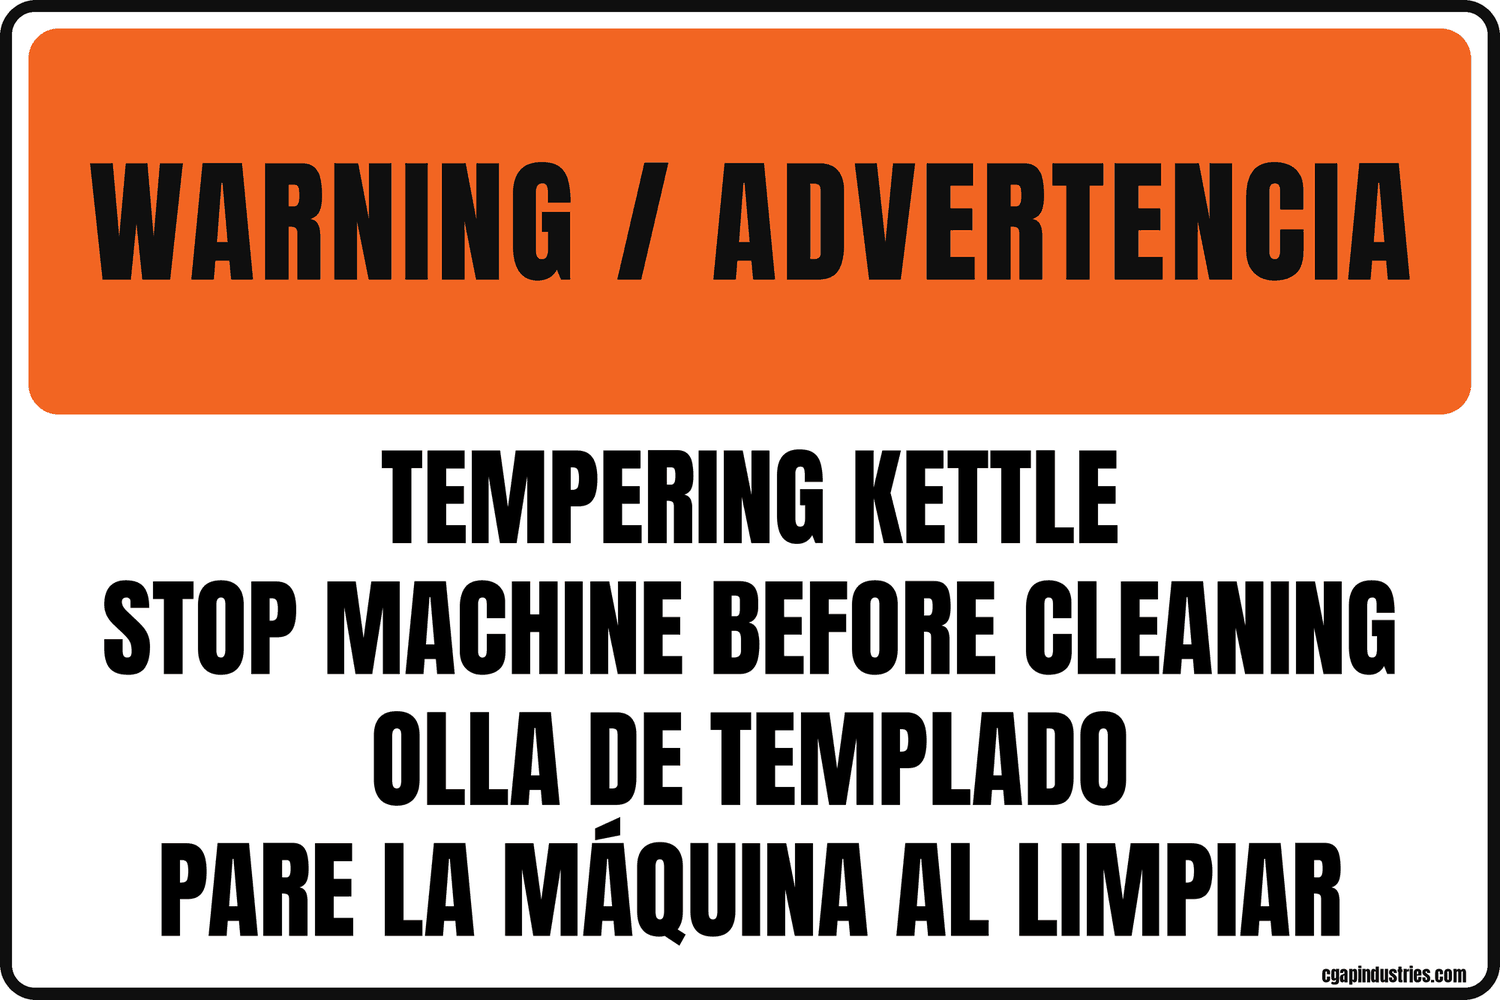 WARNING / ADVERTENCIA
TEMPERING KETTLE
STOP MACHINE BEFORE CLEANING
OLLA DE TEMPLADO
PARE LA MÁQUINA AL LIMPIAR
cgapindustries.com